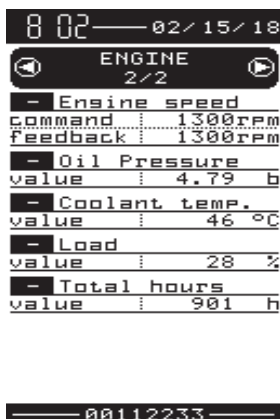 8 02 02/15/18
ENGINE
2/2
- Engine speed
command 1300rpm
feedback 1300rpm
- Oil Pressure
value 4.79 b
- Coolant temp.
value 46 °C
- Load
value 28 %
- Total hours
value 901 h
00112233